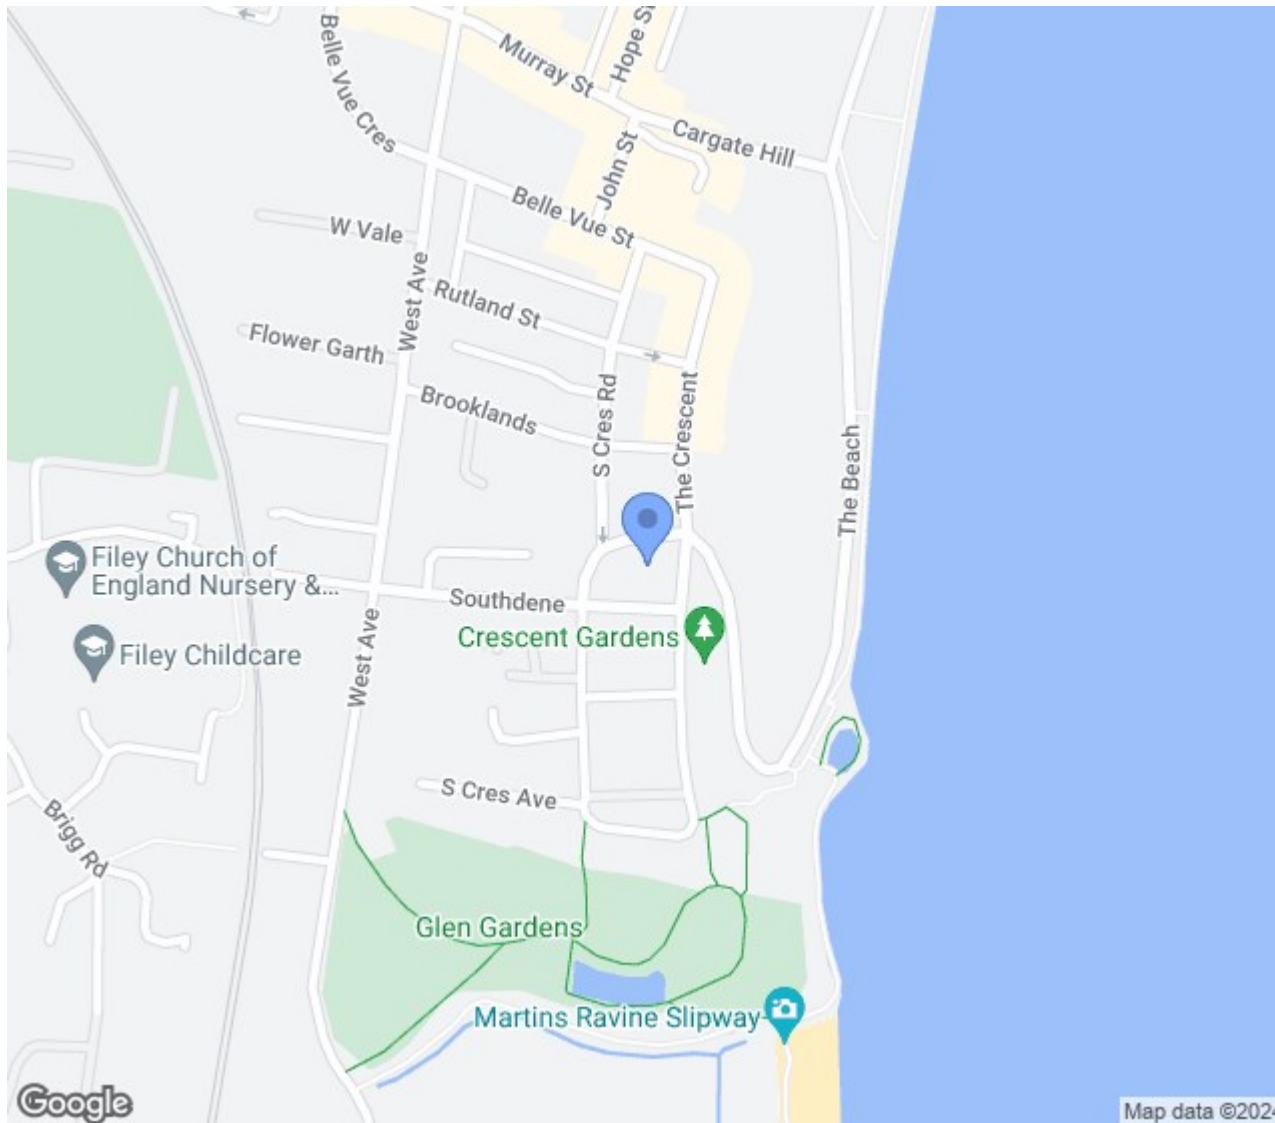 Hope S
Murray St
Belle Vue Cres
Cargate Hill
John St
Belle Vue St
W Vale
West Ave
Rutland St
Flower Garth
Brooklands
S Cres Rd
The Crescent
The Beach
Filey Church of
England Nursery &...
Southdene
Crescent Gardens
Filey Childcare
West Ave
S Cres Ave
Brigg Rd
Glen Gardens
Martins Ravine Slipway
Google
Map data ©2024